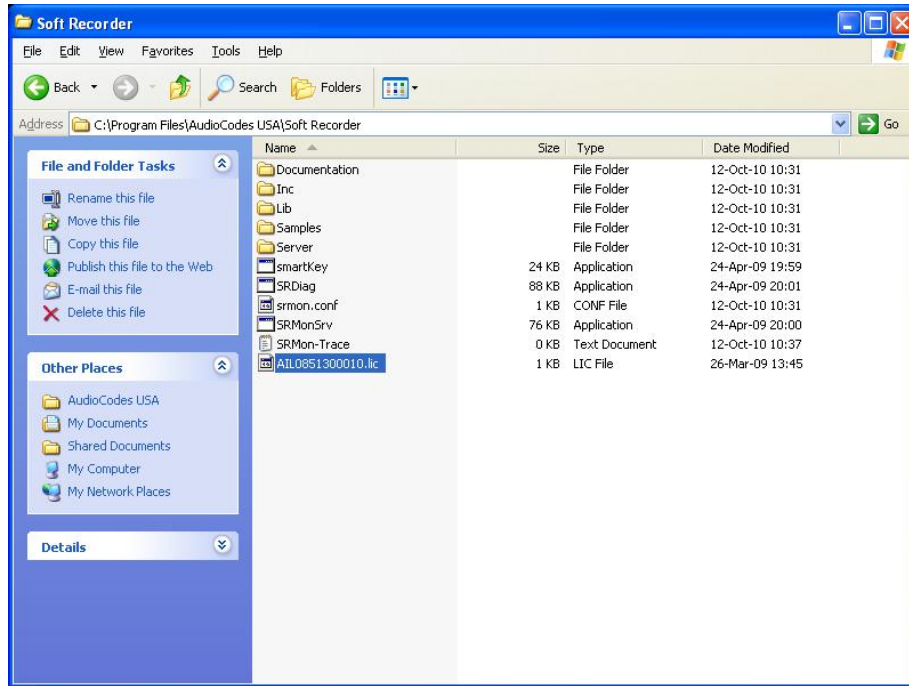 Soft Recorder
File Edit View Favorites Tools Help
Back Search Folders
Address C:\Program Files\AudioCodes USA\Soft Recorder Go
File and Folder Tasks
Rename this file
Move this file
Copy this file
Publish this file to the Web
E-mail this file
Delete this file
Other Places
AudioCodes USA
My Documents
Shared Documents
My Computer
My Network Places
Details
Name Size Type Date Modified
Documentation File Folder 12-Oct-10 10:31
Inc File Folder 12-Oct-10 10:31
Lib File Folder 12-Oct-10 10:31
Samples File Folder 12-Oct-10 10:31
Server File Folder 12-Oct-10 10:31
smartKey 24 KB Application 24-Apr-09 19:59
SRDiag 88 KB Application 24-Apr-09 20:01
srmon.conf 1 KB CONF File 12-Oct-10 10:31
SRMonSrv 76 KB Application 24-Apr-09 20:00
SRMon-Trace 0 KB Text Document 12-Oct-10 10:37
AIL0851300010.lic 1 KB LIC File 26-Mar-09 13:45